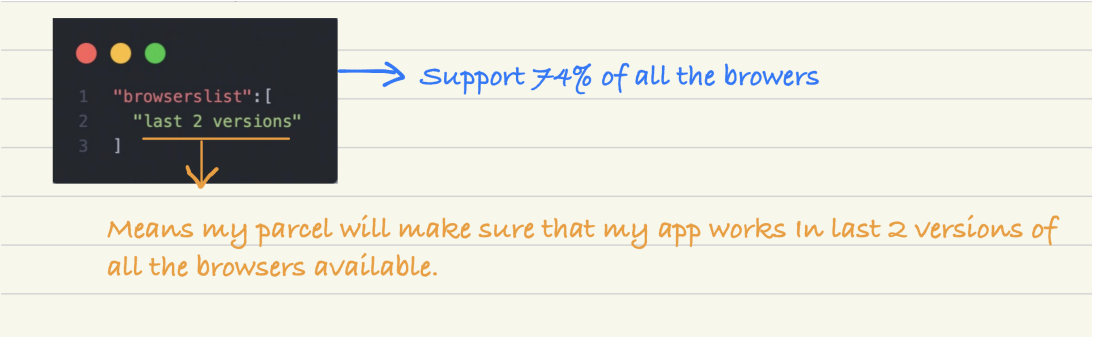 Support 74% of all the browers
1 "browserslist":[
2 "last 2 versions"
3 ]
Means my parcel will make sure that my app works In last 2 versions of
all the browsers available.